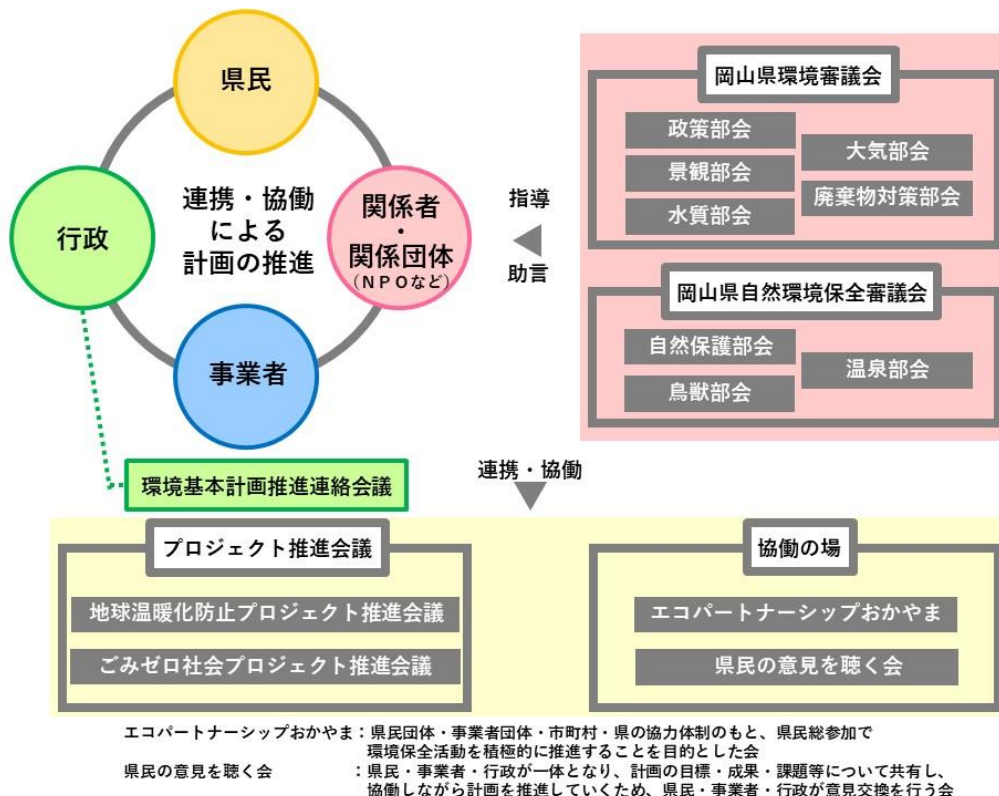 県民
行政
連携・協働
による
計画の推進
関係者
・
関係団体
（ＮＰＯなど）
事業者
環境基本計画推進連絡会議
指導
助言
岡山県環境審議会
政策部会
景観部会
水質部会
大気部会
廃棄物対策部会
岡山県自然環境保全審議会
自然保護部会
鳥獣部会
温泉部会
連携・協働
プロジェクト推進会議
地球温暖化防止プロジェクト推進会議
ごみゼロ社会プロジェクト推進会議
協働の場
エコパートナーシップおかやま
県民の意見を聴く会
エコパートナーシップおかやま：県民団体・事業者団体・市町村・県の協力体制のもと、県民総参加で
環境保全活動を積極的に推進することを目的とした会
県民の意見を聴く会　　　　　：県民・事業者・行政が一体となり、計画の目標・成果・課題等について共有し、
協働しながら計画を推進していくため、県民・事業者・行政が意見交換を行う会